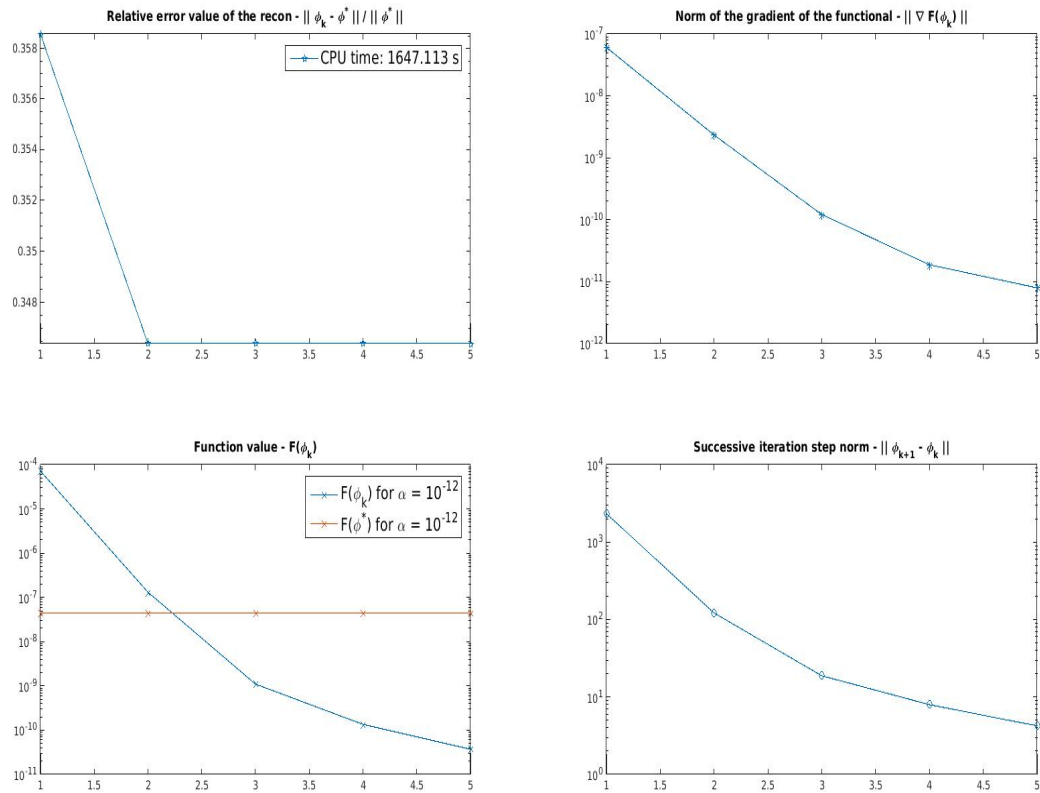 Relative error value of the recon - || ϕ_k - ϕ^* || / || ϕ^* ||
0.358
0.356
0.354
0.352
0.35
0.348
1 1.5 2 2.5 3 3.5 4 4.5 5
CPU time: 1647.113 s
Norm of the gradient of the functional - || ∇ F(ϕ_k) ||
10^-7
10^-8
10^-9
10^-10
10^-11
10^-12
1 1.5 2 2.5 3 3.5 4 4.5 5
Function value - F(ϕ_k)
10^-4
10^-5
10^-6
10^-7
10^-8
10^-9
10^-10
10^-11
1 1.5 2 2.5 3 3.5 4 4.5 5
F(ϕ_k) for α = 10^-12
F(ϕ^*) for α = 10^-12
Successive iteration step norm - || ϕ_k+1 - ϕ_k ||
10^4
10^3
10^2
10^1
10^0
1 1.5 2 2.5 3 3.5 4 4.5 5